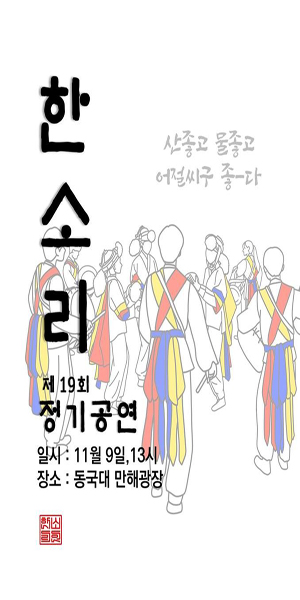 한소리
산좋고 물좋고
어절씨구 좋-다
제 19회
정기공연
일시 : 11월 9일,13시
장소 : 동국대 만해광장